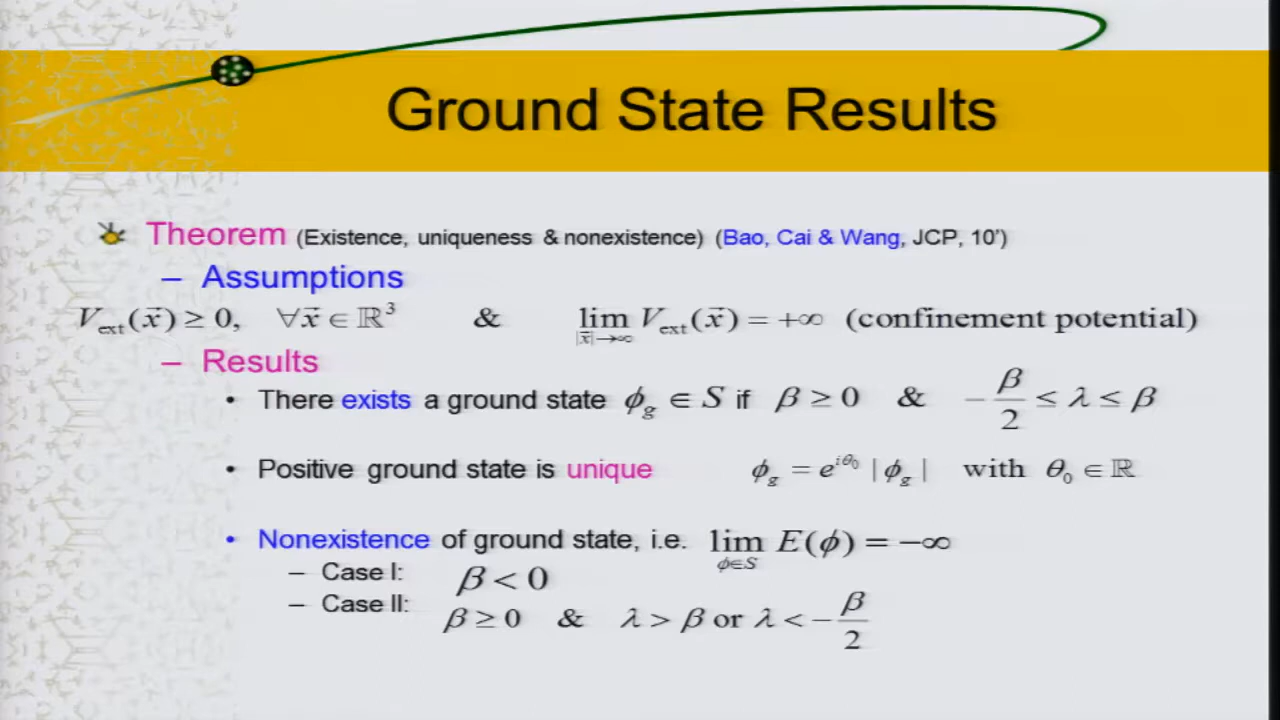 Ground State Results
Theorem (Existence, uniqueness & nonexistence) (Bao, Cai & Wang, JCP, 10')
– Assumptions
V_ext(x⃗) ≥ 0, ∀x⃗ ∈ ℝ³ & lim_{|x⃗|→∞} V_ext(x⃗) = +∞ (confinement potential)
– Results
• There exists a ground state ϕ_g ∈ S if β ≥ 0 & −β/2 ≤ λ ≤ β
• Positive ground state is unique ϕ_g = e^{iθ₀} | ϕ_g | with θ₀ ∈ ℝ
• Nonexistence of ground state, i.e. lim_{ϕ∈S} E(ϕ) = −∞
– Case I: β < 0
– Case II: β ≥ 0 & λ > β or λ < −β/2